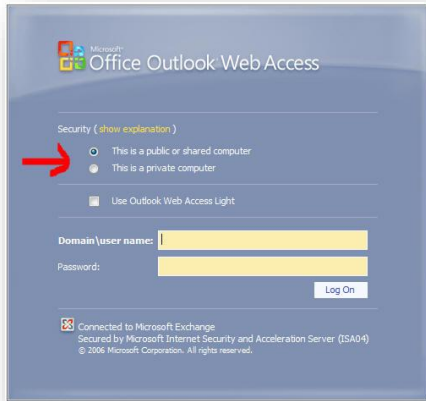 Microsoft
Office Outlook Web Access
Security ( show explanation )
This is a public or shared computer
This is a private computer
Use Outlook Web Access Light
Domain\user name:
Password:
Log On
Connected to Microsoft Exchange
Secured by Microsoft Internet Security and Acceleration Server (ISA04)
© 2006 Microsoft Corporation. All rights reserved.